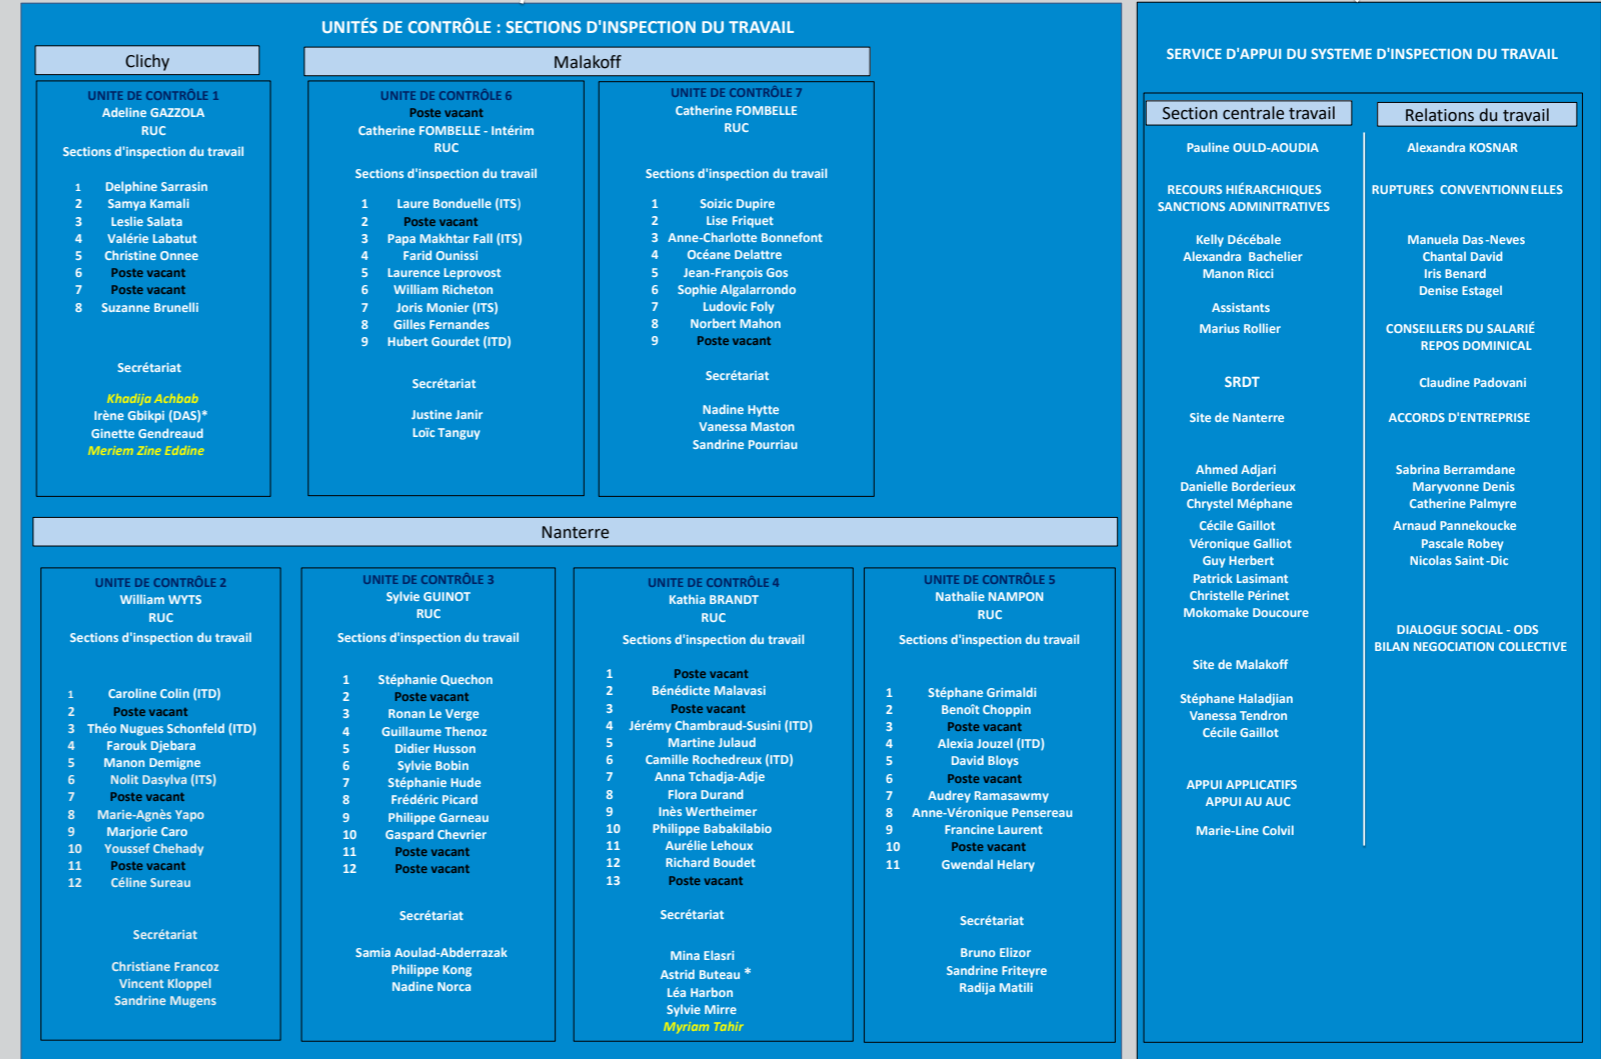 UNITÉS DE CONTRÔLE : SECTIONS D'INSPECTION DU TRAVAIL
Clichy
UNITE DE CONTRÔLE 1
Adeline GAZZOLA
RUC
Sections d'inspection du travail
1 Delphine Sarrasin
2 Samya Kamali
3 Leslie Salata
4 Valérie Labatut
5 Christine Onnee
6 Poste vacant
7 Poste vacant
8 Suzanne Brunelli
Secrétariat
Khadija Achbab
Irène Gbikpi (DAS)*
Ginette Gendreaud
Meriem Zine Eddine
Malakoff
UNITE DE CONTRÔLE 6
Poste vacant
Catherine FOMBELLE - Intérim
RUC
Sections d'inspection du travail
1 Laure Bonduelle (ITS)
2 Poste vacant
3 Papa Makhtar Fall (ITS)
4 Farid Ounissi
5 Laurence Leprovost
6 William Richeton
7 Joris Monier (ITS)
8 Gilles Fernandes
9 Hubert Gourdet (ITD)
Secrétariat
Justine Janir
Loïc Tanguy
UNITE DE CONTRÔLE 7
Catherine FOMBELLE
RUC
Sections d'inspection du travail
1 Soizic Dupire
2 Lise Friquet
3 Anne-Charlotte Bonnefont
4 Océane Delattre
5 Jean-François Gos
6 Sophie Algalarrondo
7 Ludovic Foly
8 Norbert Mahon
9 Poste vacant
Secrétariat
Nadine Hytte
Vanessa Maston
Sandrine Pourriau
Nanterre
UNITE DE CONTRÔLE 2
William WYTS
RUC
Sections d'inspection du travail
1 Caroline Colin (ITD)
2 Poste vacant
3 Théo Nugues Schonfeld (ITD)
4 Farouk Djebara
5 Manon Demigne
6 Nolit Dasylva (ITS)
7 Poste vacant
8 Marie-Agnès Yapo
9 Marjorie Caro
10 Youssef Chehady
11 Poste vacant
12 Céline Sureau
Secrétariat
Christiane Francoz
Vincent Kloppel
Sandrine Mugens
UNITE DE CONTRÔLE 3
Sylvie GUINOT
RUC
Sections d'inspection du travail
1 Stéphanie Quechon
2 Poste vacant
3 Ronan Le Verge
4 Guillaume Thenoz
5 Didier Husson
6 Sylvie Bobin
7 Stéphanie Hude
8 Frédéric Picard
9 Philippe Garneau
10 Gaspard Chevrier
11 Poste vacant
12 Poste vacant
Secrétariat
Samia Aoulad-Abderrazak
Philippe Kong
Nadine Norca
UNITE DE CONTRÔLE 4
Kathia BRANDT
RUC
Sections d'inspection du travail
1 Poste vacant
2 Bénédicte Malavasi
3 Poste vacant
4 Jérémy Chambraud-Susini (ITD)
5 Martine Julaud
6 Camille Rochedreux (ITD)
7 Anna Tchadja-Adje
8 Flora Durand
9 Inès Wertheimer
10 Philippe Babakilabio
11 Aurélie Lehoux
12 Richard Boudet
13 Poste vacant
Secrétariat
Mina Elasri
Astrid Buteau *
Léa Harbon
Sylvie Mirre
Myriam Tahir
UNITE DE CONTRÔLE 5
Nathalie NAMPON
RUC
Sections d'inspection du travail
1 Stéphane Grimaldi
2 Benoît Choppin
3 Poste vacant
4 Alexia Jouzel (ITD)
5 David Bloys
6 Poste vacant
7 Audrey Ramasawmy
8 Anne-Véronique Pensereau
9 Francine Laurent
10 Poste vacant
11 Gwendal Helary
Secrétariat
Bruno Elizor
Sandrine Friteyre
Radija Matili
SERVICE D'APPUI DU SYSTEME D'INSPECTION DU TRAVAIL
Section centrale travail
Pauline OULD-AOUDIA
RECOURS HIÉRARCHIQUES
SANCTIONS ADMINITRATIVES
Kelly Décébale
Alexandra Bachelier
Manon Ricci
Assistants
Marius Rollier
SRDT
Site de Nanterre
Ahmed Adjari
Danielle Borderieux
Chrystel Méphane
Cécile Gaillot
Véronique Galliot
Guy Herbert
Patrick Lasimant
Christelle Périnet
Mokomake Doucoure
Site de Malakoff
Stéphane Haladjian
Vanessa Tendron
Cécile Gaillot
APPUI APPLICATIFS
APPUI AU AUC
Marie-Line Colvil
Relations du travail
Alexandra KOSNAR
RUPTURES CONVENTIONNELLES
Manuela Das-Neves
Chantal David
Iris Benard
Denise Estagel
CONSEILLERS DU SALARIÉ
REPOS DOMINICAL
Claudine Padovani
ACCORDS D'ENTREPRISE
Sabrina Berramdane
Maryvonne Denis
Catherine Palmyre
Arnaud Pannekoucke
Pascale Robey
Nicolas Saint-Dic
DIALOGUE SOCIAL - ODS
BILAN NEGOCIATION COLLECTIVE